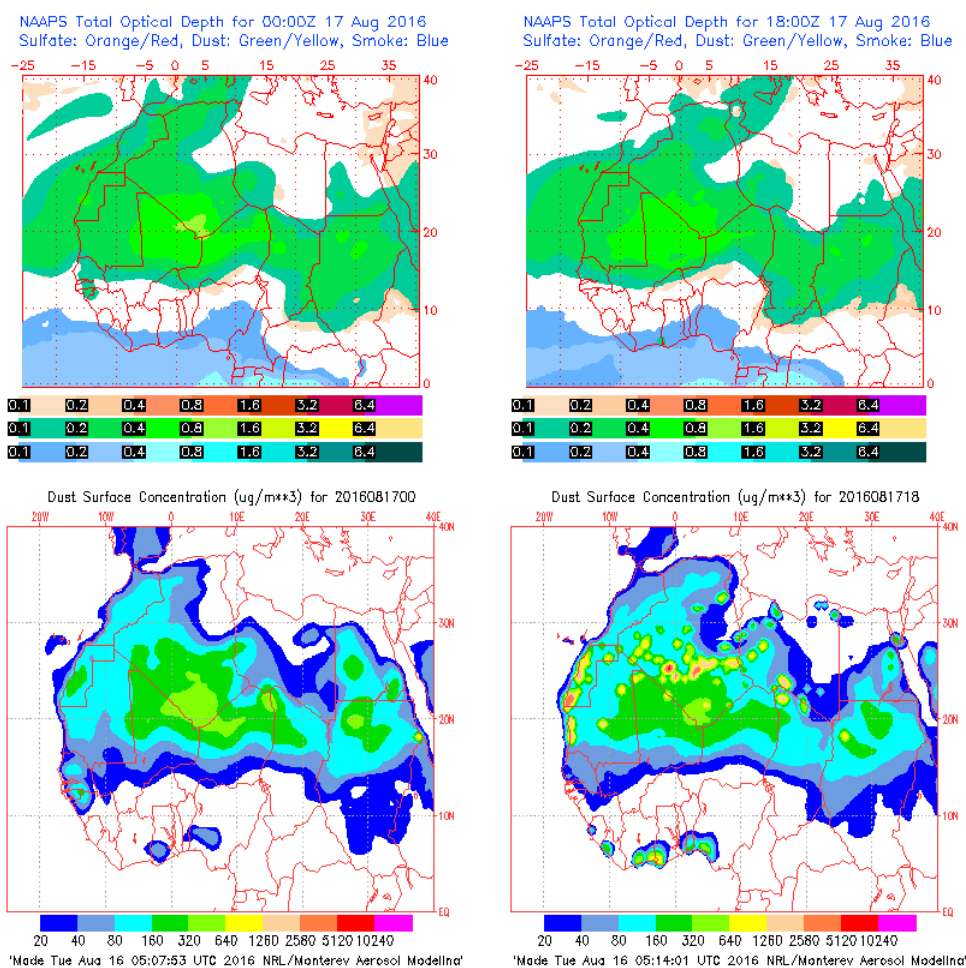 NAAPS Total Optical Depth for 00:00Z 17 Aug 2016
Sulfate: Orange/Red, Dust: Green/Yellow, Smoke: Blue
-25 -15 -5 0 5 15 25 35
40
30
20
10
0
0.1 0.2 0.4 0.8 1.6 3.2 6.4
0.1 0.2 0.4 0.8 1.6 3.2 6.4
0.1 0.2 0.4 0.8 1.6 3.2 6.4
NAAPS Total Optical Depth for 18:00Z 17 Aug 2016
Sulfate: Orange/Red, Dust: Green/Yellow, Smoke: Blue
-25 -15 -5 0 5 15 25 35
40
30
20
10
0
0.1 0.2 0.4 0.8 1.6 3.2 6.4
0.1 0.2 0.4 0.8 1.6 3.2 6.4
0.1 0.2 0.4 0.8 1.6 3.2 6.4
Dust Surface Concentration (ug/m**3) for 2016081700
20W 10W 0 10E 20E 30E 40E
40N
30N
20N
10N
EQ
20 40 80 160 320 640 1260 2580 5120 10240
'Made Tue Aug 16 05:07:53 UTC 2016 NRL/Monterey Aerosol Modeling'
Dust Surface Concentration (ug/m**3) for 2016081718
20W 10W 0 10E 20E 30E 40E
40N
30N
20N
10N
EQ
20 40 80 160 320 640 1260 2580 5120 10240
'Made Tue Aug 16 05:14:01 UTC 2016 NRL/Monterey Aerosol Modeling'